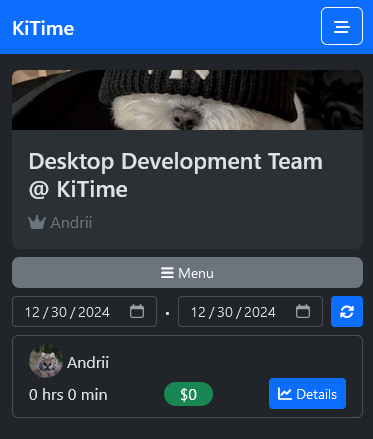 KiTime
Desktop Development Team
@ KiTime
Andrii
Menu
12/30/2024 • 12/30/2024
Andrii
0 hrs 0 min $0 Details